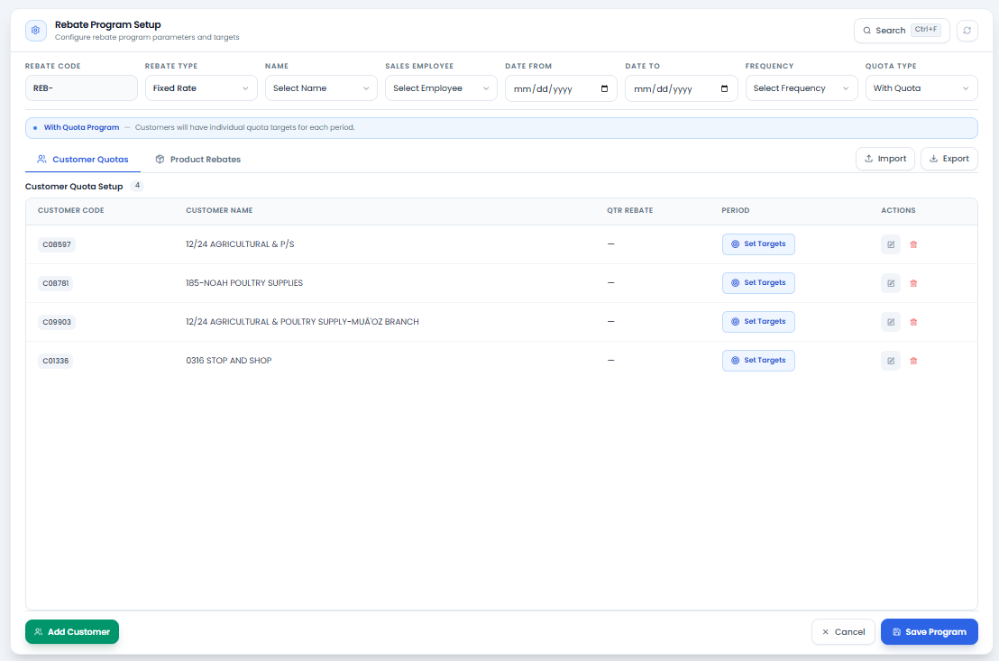 Rebate Program Setup
Configure rebate program parameters and targets
Search Ctrl+F
REBATE CODE REBATE TYPE NAME SALES EMPLOYEE DATE FROM DATE TO FREQUENCY QUOTA TYPE
REB- Fixed Rate Select Name Select Employee mm/dd/yyyy mm/dd/yyyy Select Frequency With Quota
With Quota Program — Customers will have individual quota targets for each period.
Customer Quotas Product Rebates Import Export
Customer Quota Setup 4
CUSTOMER CODE CUSTOMER NAME QTR REBATE PERIOD ACTIONS
C08597 12/24 AGRICULTURAL & P/S — Set Targets
C08781 185-NOAH POULTRY SUPPLIES — Set Targets
C09903 12/24 AGRICULTURAL & POULTRY SUPPLY-MUÃ'OZ BRANCH — Set Targets
C01336 0316 STOP AND SHOP — Set Targets
Add Customer Cancel Save Program